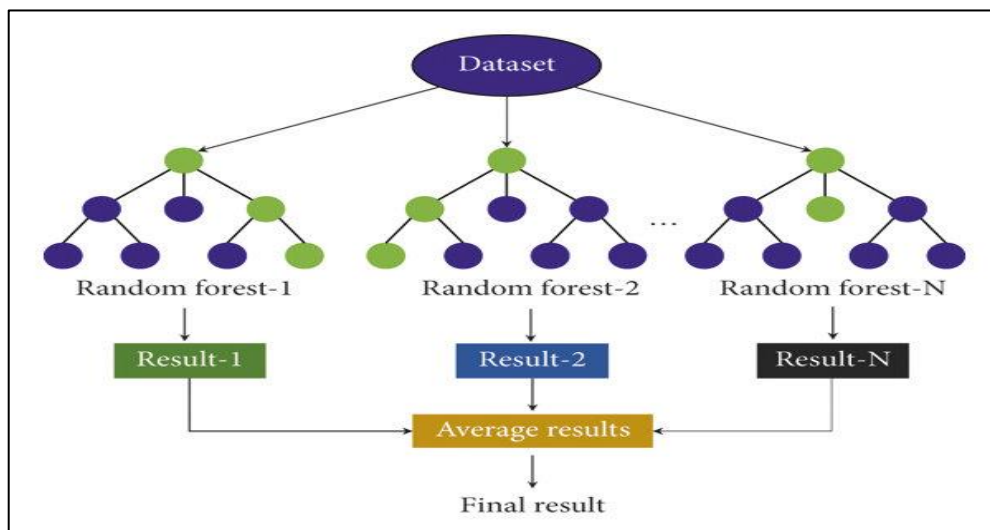 Dataset
...
Random forest-1
Random forest-2
Random forest-N
Result-1
Result-2
Result-N
Average results
Final result